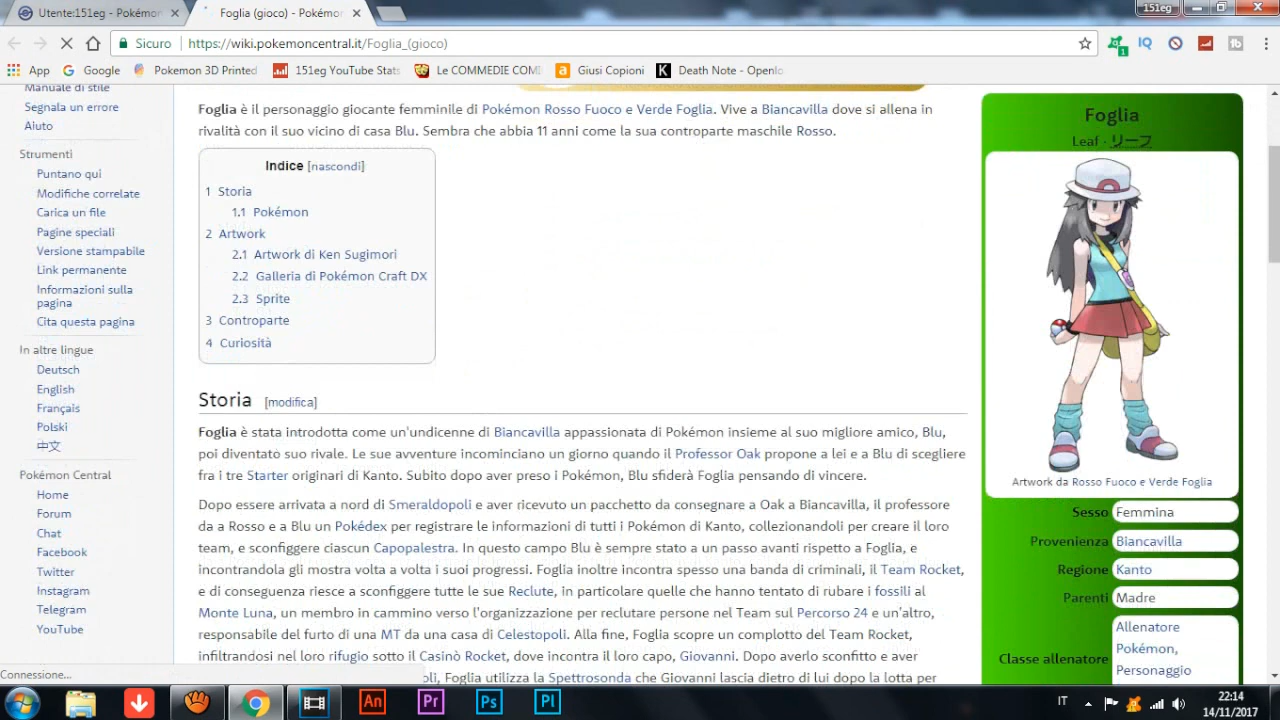 Utente:151eg - Pokémon
Foglia (gioco) - Pokémo
151eg
Sicuro
https://wiki.pokemoncentral.it/Foglia_(gioco)
App
Google
Pokemon 3D Printed
151eg YouTube Stats
Le COMMEDIE COMI
Giusi Copioni
Death Note - Openlo
Manuale di stile
Segnala un errore
Aiuto
Strumenti
Puntano qui
Modifiche correlate
Carica un file
Pagine speciali
Versione stampabile
Link permanente
Informazioni sulla
pagina
Cita questa pagina
In altre lingue
Deutsch
English
Français
Polski
中文
Pokémon Central
Home
Forum
Chat
Facebook
Twitter
Instagram
Telegram
YouTube
Connessione...
Foglia è il personaggio giocante femminile di Pokémon Rosso Fuoco e Verde Foglia. Vive a Biancavilla dove si allena in
rivalità con il suo vicino di casa Blu. Sembra che abbia 11 anni come la sua controparte maschile Rosso.
Indice [nascondi]
1 Storia
1.1 Pokémon
2 Artwork
2.1 Artwork di Ken Sugimori
2.2 Galleria di Pokémon Craft DX
2.3 Sprite
3 Controparte
4 Curiosità
Storia [modifica]
Foglia è stata introdotta come un'undicenne di Biancavilla appassionata di Pokémon insieme al suo migliore amico, Blu,
poi diventato suo rivale. Le sue avventure incominciano un giorno quando il Professor Oak propone a lei e a Blu di scegliere
fra i tre Starter originari di Kanto. Subito dopo aver preso i Pokémon, Blu sfiderà Foglia pensando di vincere.
Dopo essere arrivata a nord di Smeraldopoli e aver ricevuto un pacchetto da consegnare a Oak a Biancavilla, il professore
da a Rosso e a Blu un Pokédex per registrare le informazioni di tutti i Pokémon di Kanto, collezionandoli per creare il loro
team, e sconfiggere ciascun Capopalestra. In questo campo Blu è sempre stato a un passo avanti rispetto a Foglia, e
incontrandola gli mostra volta a volta i suoi progressi. Foglia inoltre incontra spesso una banda di criminali, il Team Rocket,
e di conseguenza riesce a sconfiggere tutte le sue Reclute, in particolare quelle che hanno tentato di rubare i fossili al
Monte Luna, un membro incontrato verso l'organizzazione per reclutare persone nel Team sul Percorso 24 e un'altro,
responsabile del furto di una MT da una casa di Celestopoli. Alla fine, Foglia scopre un complotto del Team Rocket,
infiltrandosi nel loro rifugio sotto il Casinò Rocket, dove incontra il loro capo, Giovanni. Dopo averlo sconfitto e aver
Foglia utilizza la Spettrosonda che Giovanni lascia dietro di lui dopo la lotta per
Foglia
Leaf - リーフ
Artwork da Rosso Fuoco e Verde Foglia
Sesso Femmina
Provenienza Biancavilla
Regione Kanto
Parenti Madre
Classe allenatore Allenatore
Pokémon,
Personaggio
An
Pr
Ps
Pl
IT
22:14
14/11/2017